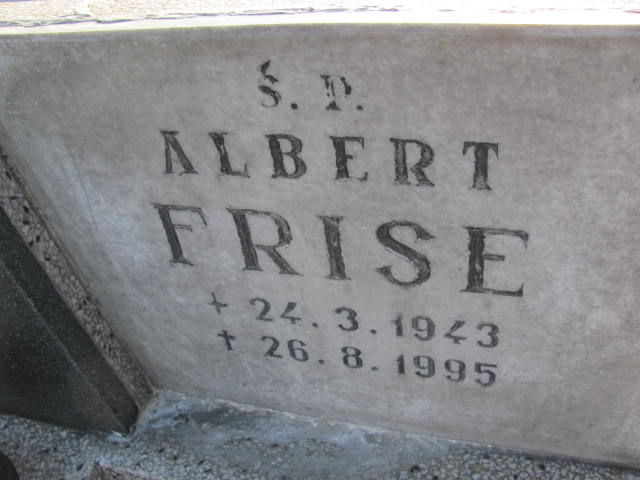 Ś. P.
ALBERT
FRISE
+ 24.3.1943
† 26.8.1995